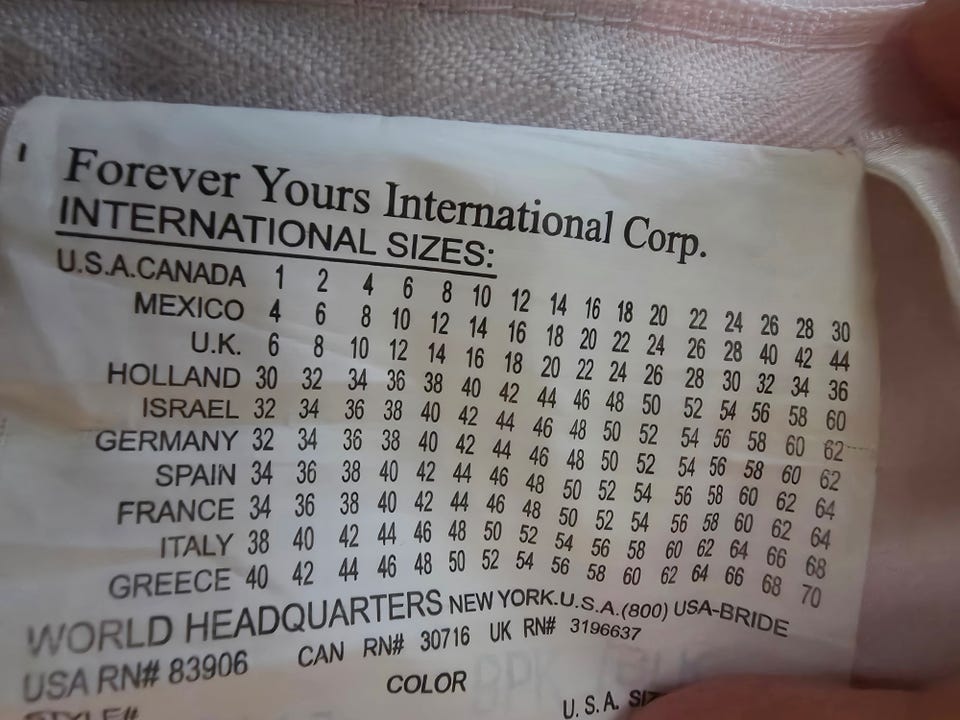 Forever Yours International Corp.
INTERNATIONAL SIZES:
U.S.A.CANADA 1 2 4 6 8 10 12 14 16 18 20 22 24 26 28 30
MEXICO 4 6 8 10 12 14 16 18 20 22 24 26 28 40 42 44
U.K. 6 8 10 12 14 16 18 20 22 24 26 28 30 32 34 36
HOLLAND 30 32 34 36 38 40 42 44 46 48 50 52 54 56 58 60
ISRAEL 32 34 36 38 40 42 44 46 48 50 52 54 56 58 60 62
GERMANY 32 34 36 38 40 42 44 46 48 50 52 54 56 58 60 62
SPAIN 34 36 38 40 42 44 46 48 50 52 54 56 58 60 62 64
FRANCE 34 36 38 40 42 44 46 48 50 52 54 56 58 60 62 64
ITALY 38 40 42 44 46 48 50 52 54 56 58 60 62 64 66 68
GREECE 40 42 44 46 48 50 52 54 56 58 60 62 64 66 68 70
WORLD HEADQUARTERS NEW YORK.U.S.A.(800) USA-BRIDE
USA RN# 83906 CAN RN# 30716 UK RN# 3196637
STYLE# COLOR U.S.A.